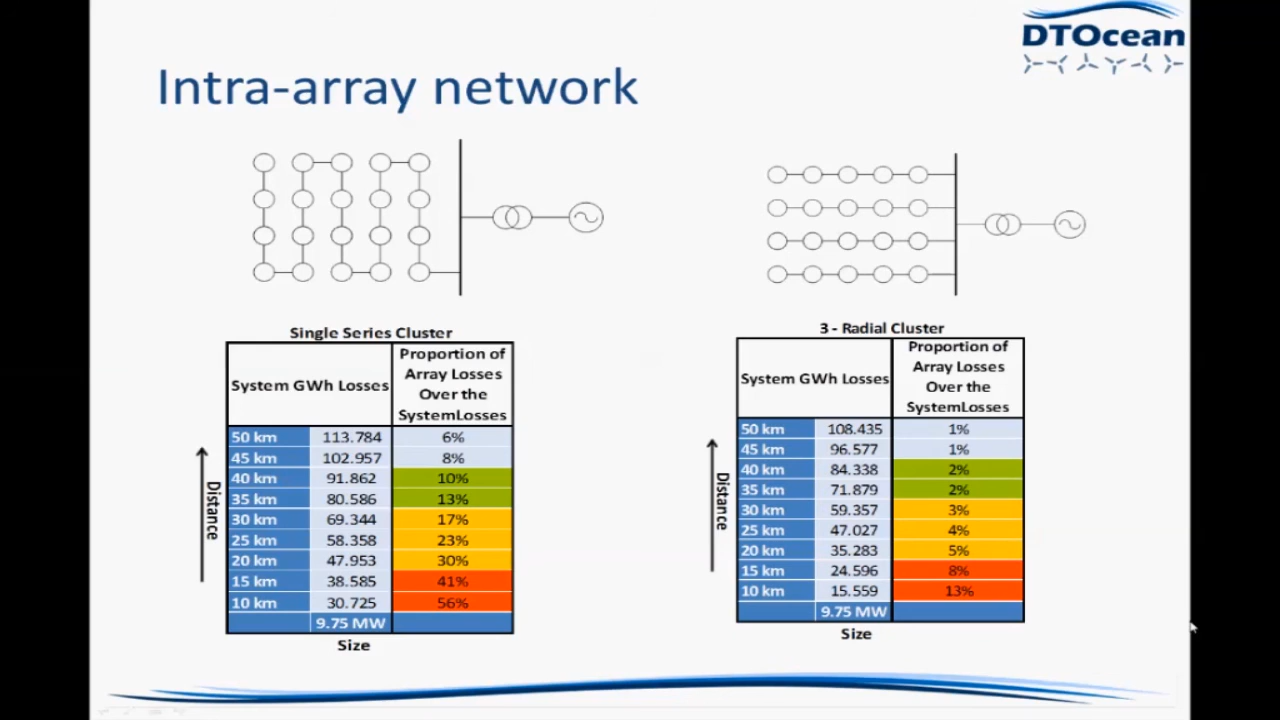 DTOcean
Intra-array network
Single Series Cluster
System GWh Losses
Proportion of
Array Losses
Over the
SystemLosses
50 km 113.784 6%
45 km 102.957 8%
40 km 91.862 10%
35 km 80.586 13%
30 km 69.344 17%
25 km 58.358 23%
20 km 47.953 30%
15 km 38.585 41%
10 km 30.725 56%
9.75 MW
Size
Distance
3 - Radial Cluster
System GWh Losses
Proportion of
Array Losses
Over the
SystemLosses
50 km 108.435 1%
45 km 96.577 1%
40 km 84.338 2%
35 km 71.879 2%
30 km 59.357 3%
25 km 47.027 4%
20 km 35.283 5%
15 km 24.596 8%
10 km 15.559 13%
9.75 MW
Size
Distance